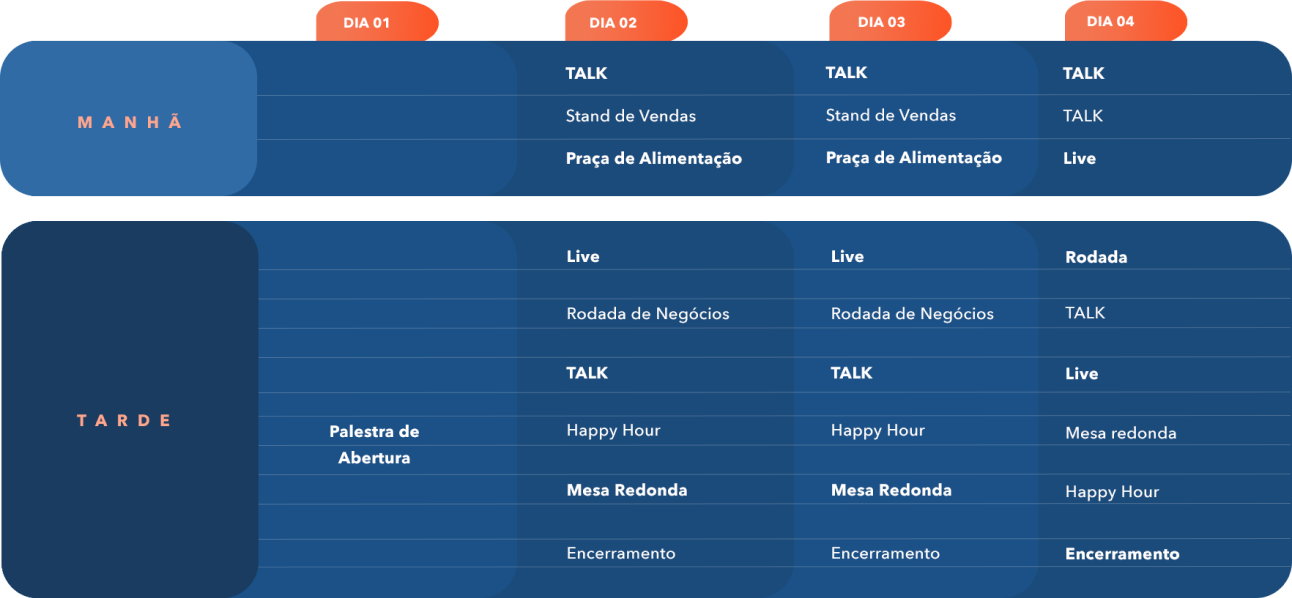 DIA 01 DIA 02 DIA 03 DIA 04
TALK TALK TALK
Stand de Vendas Stand de Vendas TALK
MANHÃ
Praça de Alimentação Praça de Alimentação Live
Live Live Rodada
Rodada de Negócios Rodada de Negócios TALK
TALK TALK Live
TARDE
Palestra de Happy Hour Happy Hour Mesa redonda
Abertura
Mesa Redonda Mesa Redonda Happy Hour
Encerramento Encerramento Encerramento